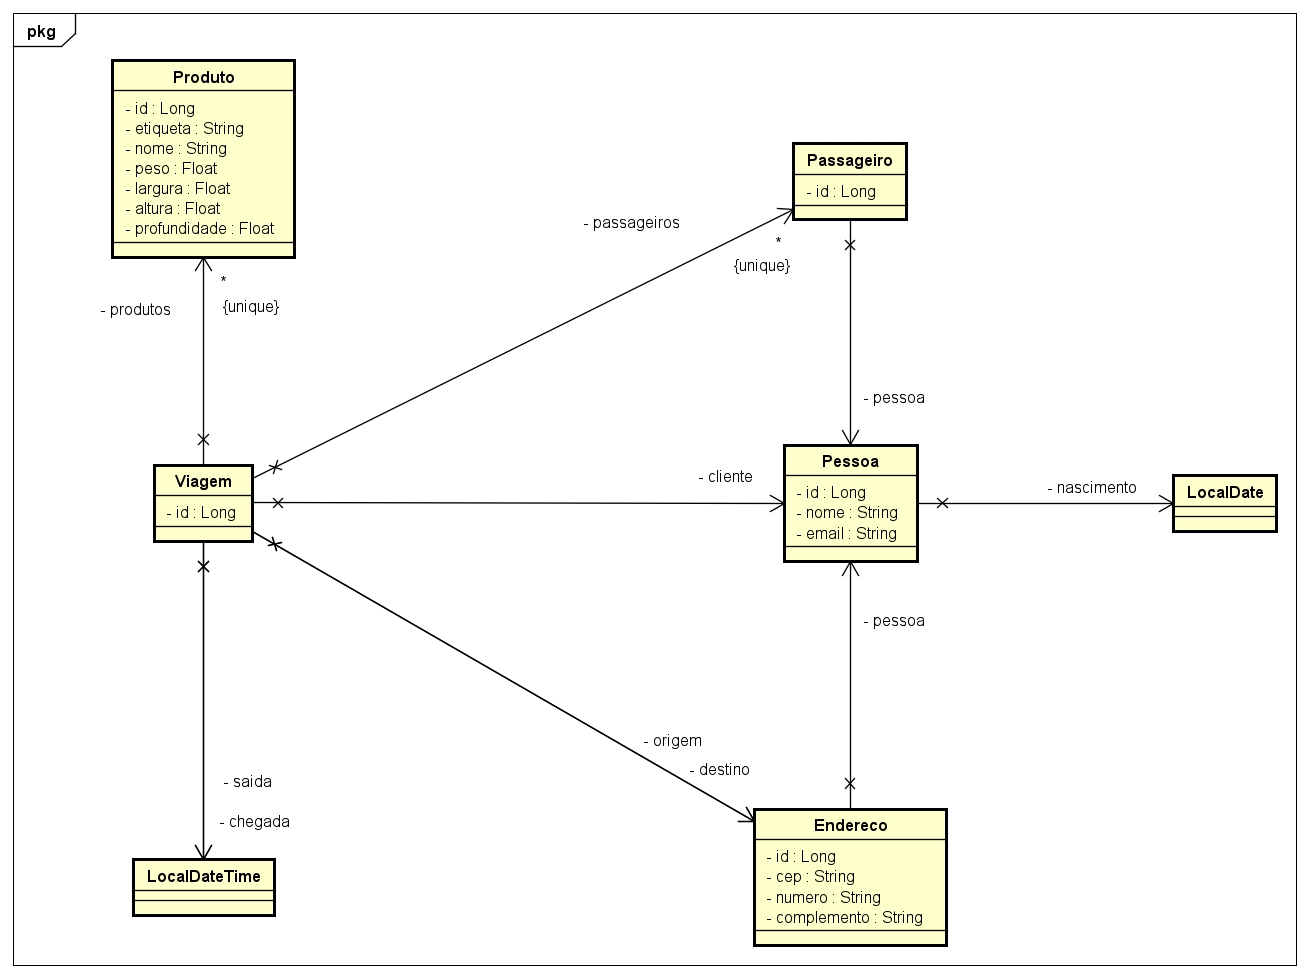 pkg
Produto
- id : Long
- etiqueta : String
- nome : String
- peso : Float
- largura : Float
- altura : Float
- profundidade : Float
Passageiro
- id : Long
- passageiros
*
{unique}
*
{unique}
- produtos
- pessoa
Viagem
- id : Long
- cliente
Pessoa
- id : Long
- nome : String
- email : String
- nascimento
LocalDate
- pessoa
- origem
- destino
- saida
- chegada
LocalDateTime
Endereco
- id : Long
- cep : String
- numero : String
- complemento : String